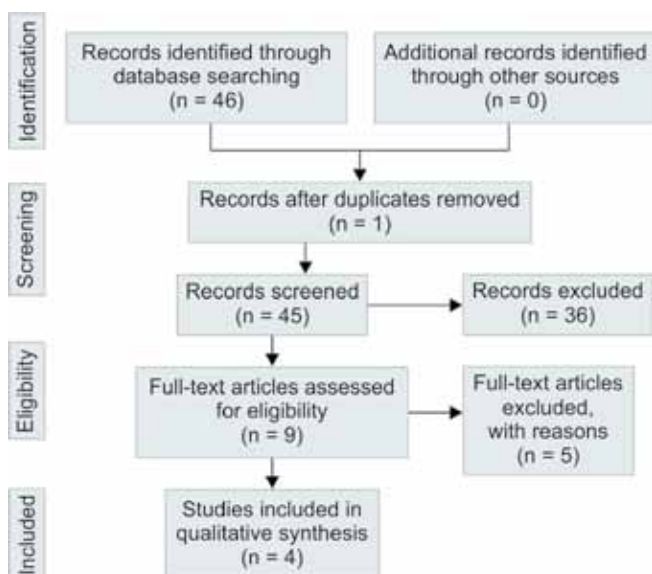 Identification
Records identified through
database searching
(n = 46)
Additional records identified
through other sources
(n = 0)
Screening
Records after duplicates removed
(n = 1)
Records screened
(n = 45)
Records excluded
(n = 36)
Eligibility
Full-text articles assessed
for eligibility
(n = 9)
Full-text articles
excluded,
with reasons
(n = 5)
Included
Studies included in
qualitative synthesis
(n = 4)